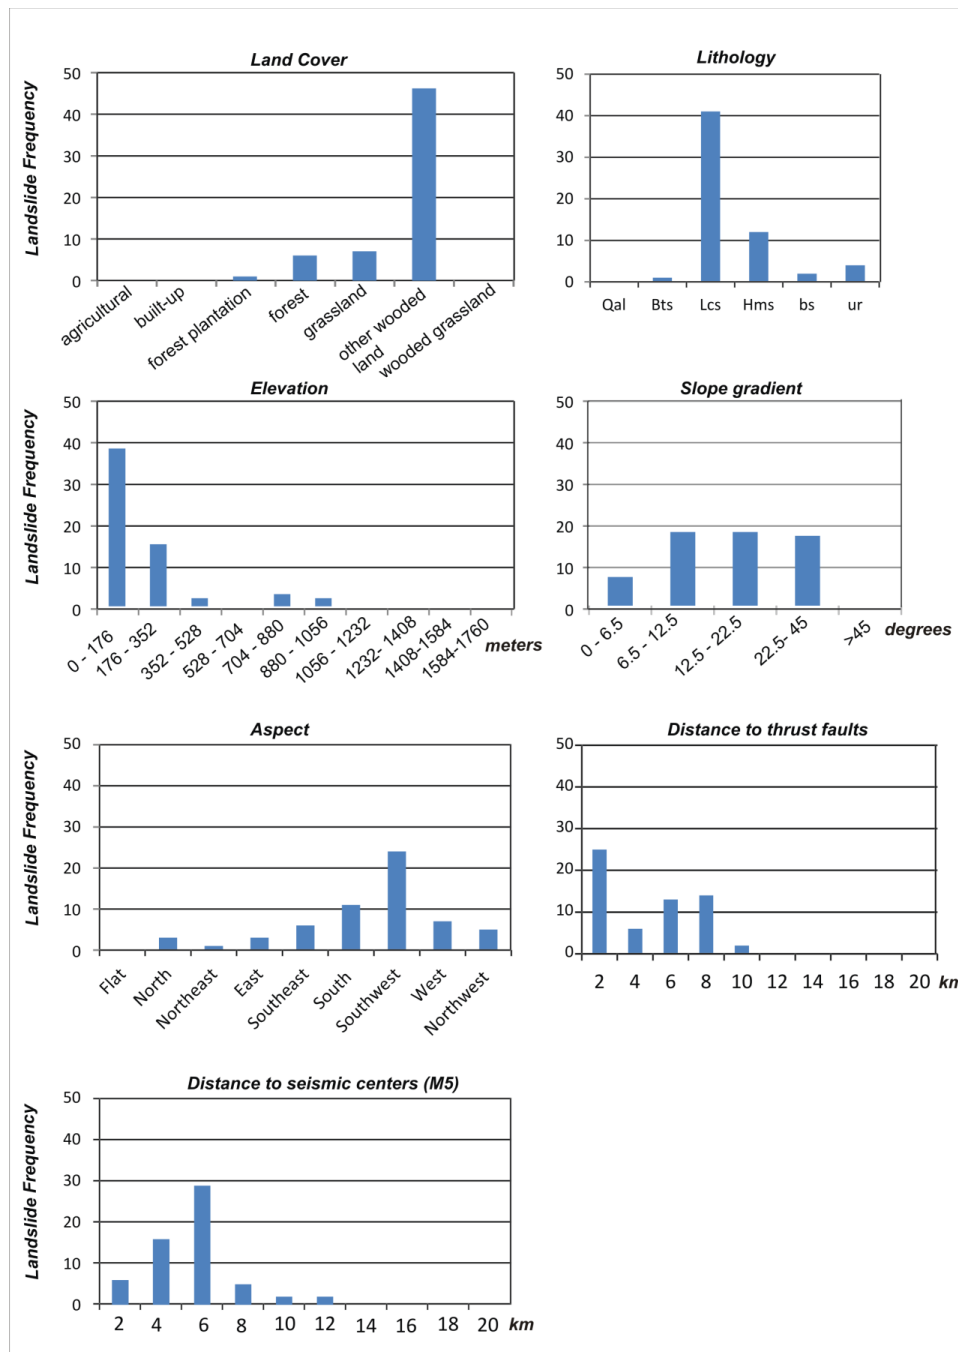 Land Cover
Landslide Frequency
50
40
30
20
10
0
agricultural
built-up
forest plantation
forest
grassland
other wooded
land
wooded grassland
Lithology
50
40
30
20
10
0
Qal Bts Lcs Hms bs ur
Elevation
Landslide Frequency
50
40
30
20
10
0
0 - 176
176 - 352
352 - 528
528 - 704
704 - 880
880 - 1056
1056 - 1232
1232- 1408
1408-1584
1584-1760
meters
Slope gradient
50
40
30
20
10
0
0 - 6.5
6.5 - 12.5
12.5 - 22.5
22.5-45
>45
degrees
Aspect
Landslide Frequency
50
40
30
20
10
0
Flat
North
Northeast
East
Southeast
South
Southwest
West
Northwest
Distance to thrust faults
50
40
30
20
10
0
2 4 6 8 10 12 14 16 18 20 km
Distance to seismic centers (M5)
Landslide Frequency
50
40
30
20
10
0
2 4 6 8 10 12 14 16 18 20 km